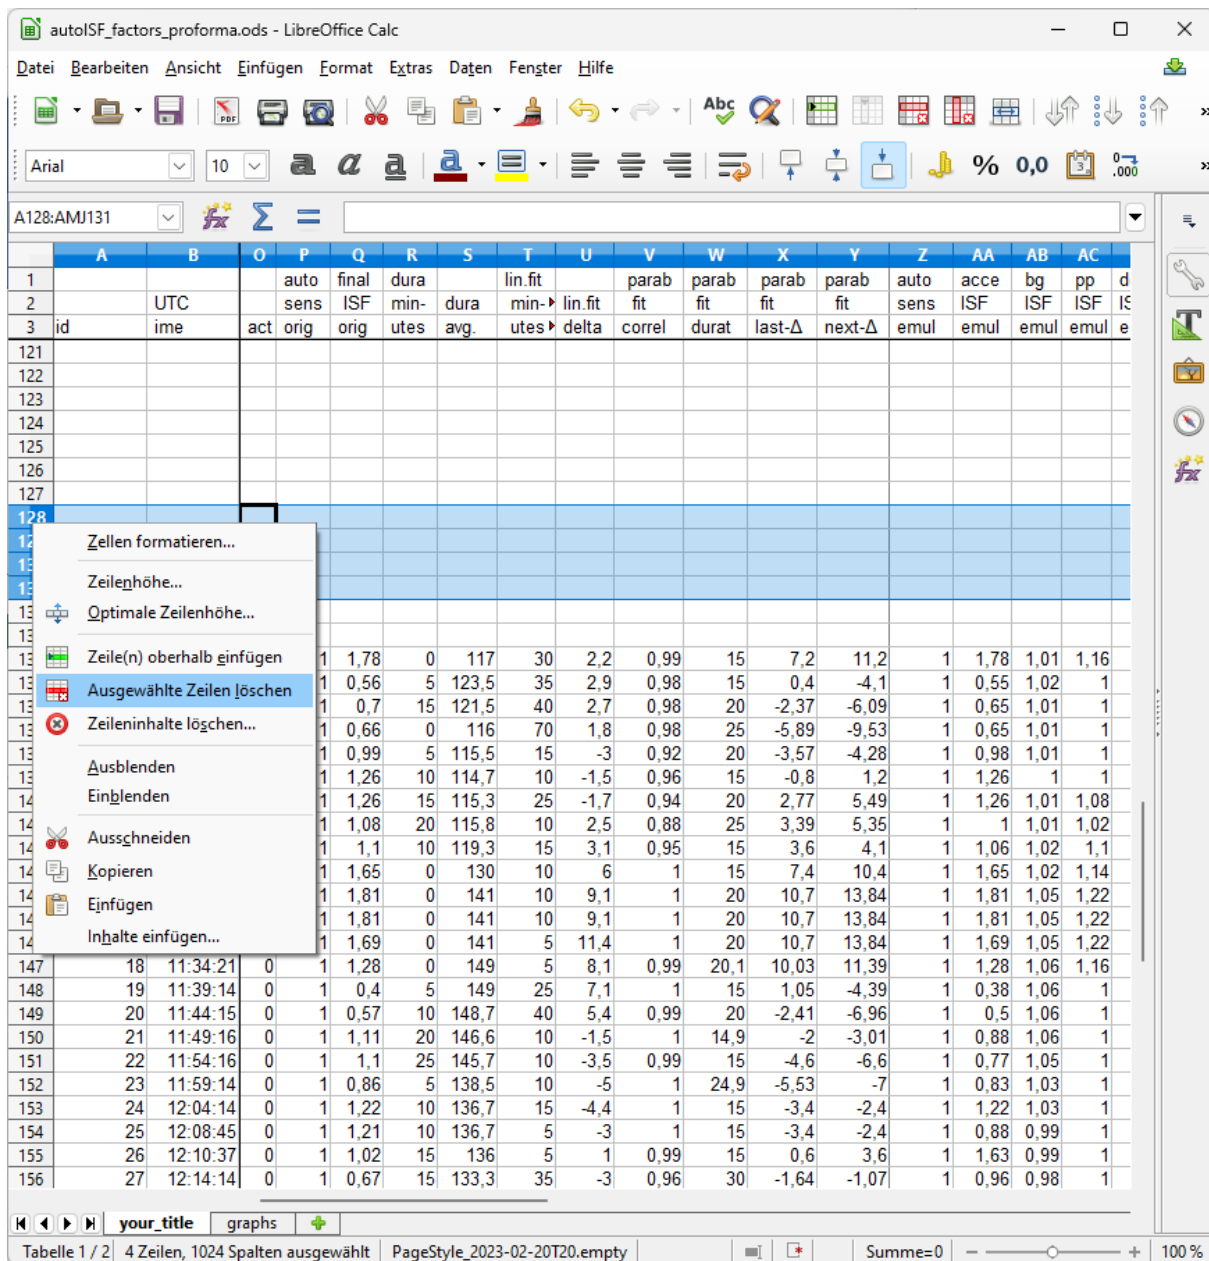 autoISF_factors_proforma.ods - LibreOffice Calc
Datei Bearbeiten Ansicht Einfügen Format Extras Daten Fenster Hilfe
PDF Abc
Arial 10 a a a a % 0,0 3 0 .000
A128:AMJ131 fx Σ =
A B O P Q R S T U V W X Y Z AA AB AC
1 auto final dura lin.fit parab parab parab parab auto acce bg pp d
2 UTC sens ISF min- dura min- lin.fit fit fit fit fit sens ISF ISF ISF IS
3 id ime act orig orig utes avg. utes delta correl durat last-Δ next-Δ emul emul emul emul e
121
122
123
124
125
126
127
128
Zellen formatieren...
Zeilenhöhe...
Optimale Zeilenhöhe...
Zeile(n) oberhalb einfügen
Ausgewählte Zeilen löschen
Zeileninhalte löschen...
Ausblenden
Einblenden
Ausschneiden
Kopieren
Einfügen
Inhalte einfügen...
1 1,78 0 117 30 2,2 0,99 15 7,2 11,2 1 1,78 1,01 1,16
1 0,56 5 123,5 35 2,9 0,98 15 0,4 -4,1 1 0,55 1,02 1
1 0,7 15 121,5 40 2,7 0,98 20 -2,37 -6,09 1 0,65 1,01 1
1 0,66 0 116 70 1,8 0,98 25 -5,89 -9,53 1 0,65 1,01 1
1 0,99 5 115,5 15 -3 0,92 20 -3,57 -4,28 1 0,98 1,01 1
1 1,26 10 114,7 10 -1,5 0,96 15 -0,8 1,2 1 1,26 1 1
1 1,26 15 115,3 25 -1,7 0,94 20 2,77 5,49 1 1,26 1,01 1,08
1 1,08 20 115,8 10 2,5 0,88 25 3,39 5,35 1 1 1,01 1,02
1 1,1 10 119,3 15 3,1 0,95 15 3,6 4,1 1 1,06 1,02 1,1
1 1,65 0 130 10 6 1 15 7,4 10,4 1 1,65 1,02 1,14
1 1,81 0 141 10 9,1 1 20 10,7 13,84 1 1,81 1,05 1,22
1 1,81 0 141 10 9,1 1 20 10,7 13,84 1 1,81 1,05 1,22
1 1,69 0 141 5 11,4 1 20 10,7 13,84 1 1,69 1,05 1,22
147 18 11:34:21 0 1 1,28 0 149 5 8,1 0,99 20,1 10,03 11,39 1 1,28 1,06 1,16
148 19 11:39:14 0 1 0,4 5 149 25 7,1 1 15 1,05 -4,39 1 0,38 1,06 1
149 20 11:44:15 0 1 0,57 10 148,7 40 5,4 0,99 20 -2,41 -6,96 1 0,5 1,06 1
150 21 11:49:16 0 1 1,11 20 146,6 10 -1,5 1 14,9 -2 -3,01 1 0,88 1,06 1
151 22 11:54:16 0 1 1,1 25 145,7 10 -3,5 0,99 15 -4,6 -6,6 1 0,77 1,05 1
152 23 11:59:14 0 1 0,86 5 138,5 10 -5 1 24,9 -5,53 -7 1 0,83 1,03 1
153 24 12:04:14 0 1 1,22 10 136,7 15 -4,4 1 15 -3,4 -2,4 1 1,22 1,03 1
154 25 12:08:45 0 1 1,21 10 136,7 5 -3 1 15 -3,4 -2,4 1 0,88 0,99 1
155 26 12:10:37 0 1 1,02 15 136 5 1 0,99 15 0,6 3,6 1 1,63 0,99 1
156 27 12:14:14 0 1 0,67 15 133,3 35 -3 0,96 30 -1,64 -1,07 1 0,96 0,98 1
your_title graphs
Tabelle 1 / 2 4 Zeilen, 1024 Spalten ausgewählt PageStyle_2023-02-20T20.empty Summe=0 100 %